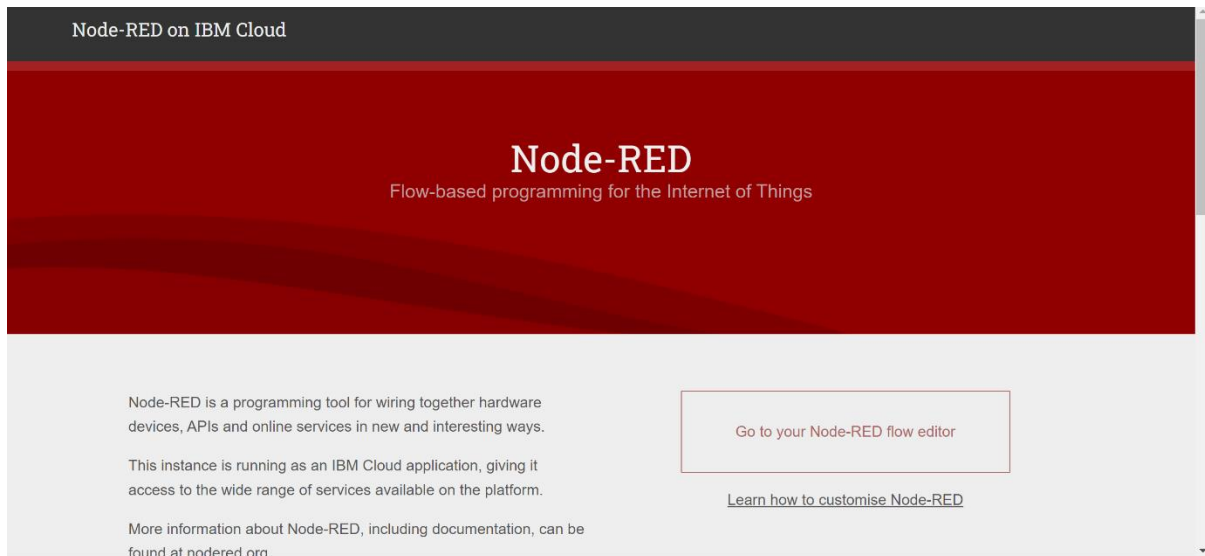 Node-RED on IBM Cloud
Node-RED
Flow-based programming for the Internet of Things
Node-RED is a programming tool for wiring together hardware
devices, APIs and online services in new and interesting ways.
This instance is running as an IBM Cloud application, giving it
access to the wide range of services available on the platform.
More information about Node-RED, including documentation, can be
found at nodered.org.
Go to your Node-RED flow editor
Learn how to customise Node-RED